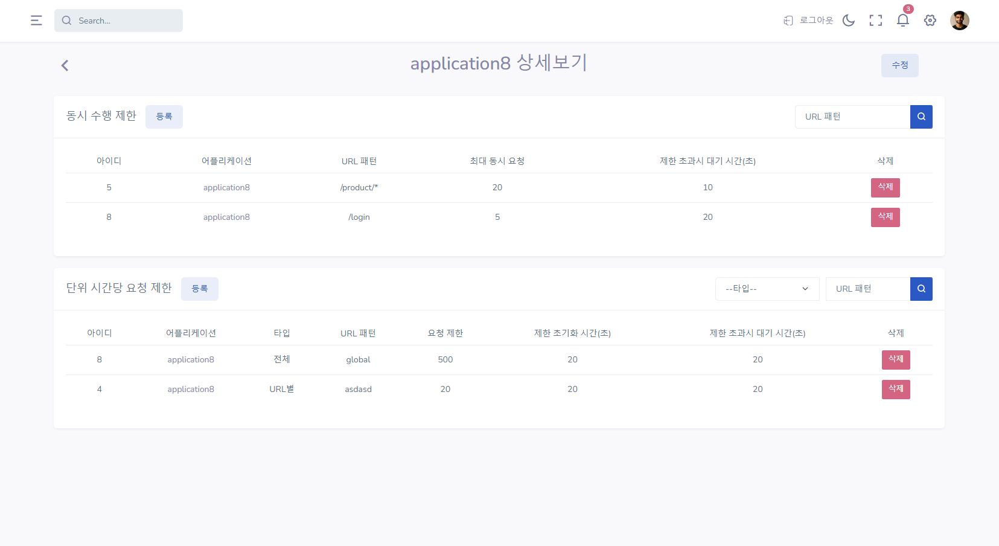 Search...
로그아웃
3
application8 상세보기
수정
동시 수행 제한
등록
URL 패턴
아이디 어플리케이션 URL 패턴 최대 동시 요청 제한 초과시 대기 시간(초) 삭제
5 application8 /product/* 20 10 삭제
8 application8 /login 5 20 삭제
단위 시간당 요청 제한
등록
--타입--
URL 패턴
아이디 어플리케이션 타입 URL 패턴 요청 제한 제한 초기화 시간(초) 제한 초과시 대기 시간(초) 삭제
8 application8 전체 global 500 20 20 삭제
4 application8 URL별 asdasd 20 20 20 삭제